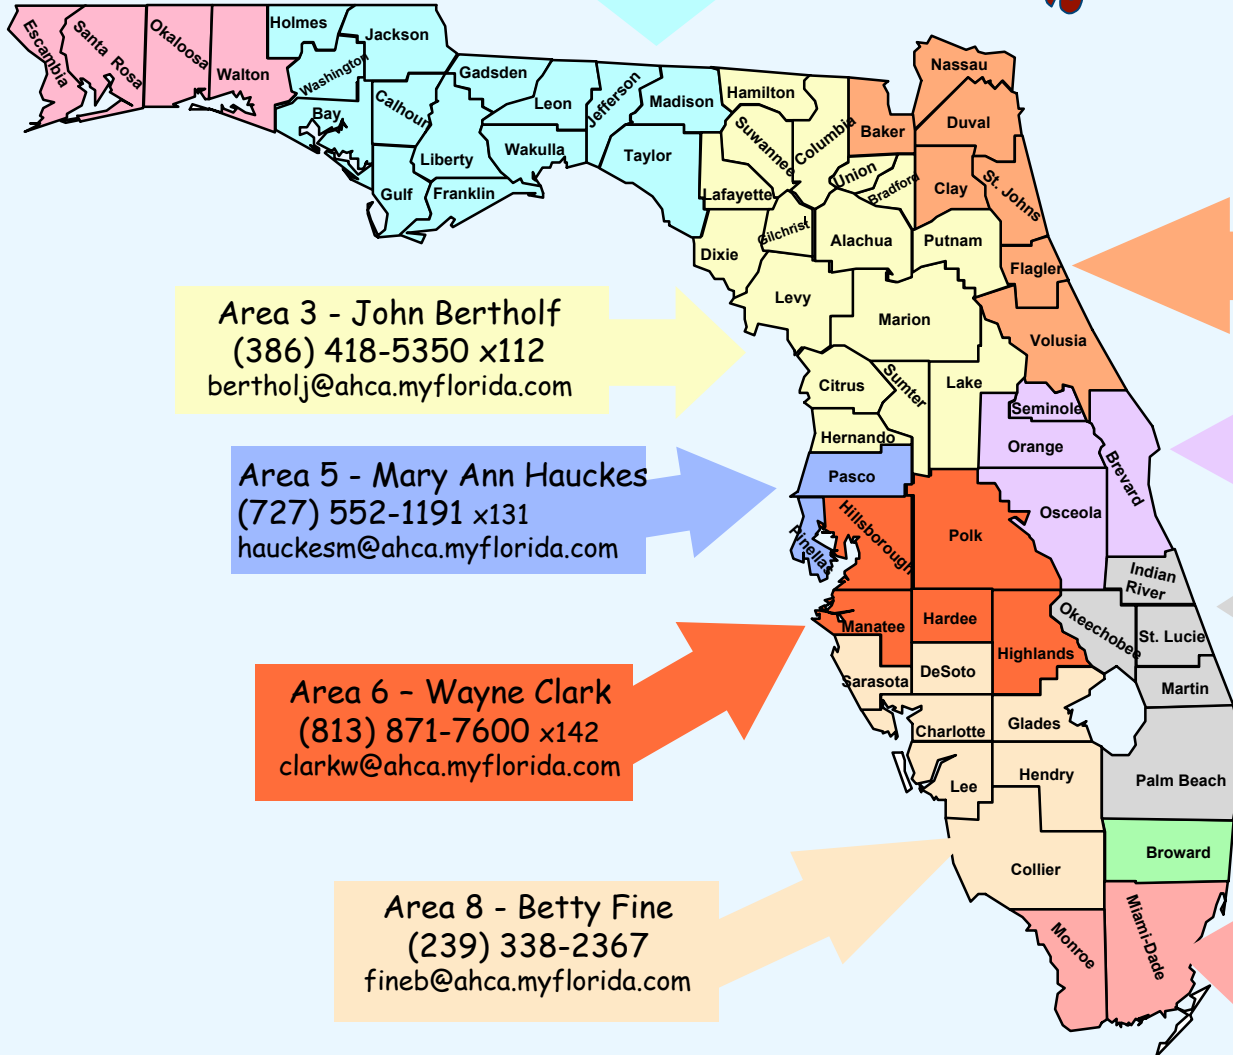 Escambia
Santa Rosa
Okaloosa
Walton
Holmes
Jackson
Washington
Bay
Calhoun
Gadsden
Leon
Liberty
Gulf
Franklin
Wakulla
Jefferson
Madison
Taylor
Hamilton
Suwannee
Columbia
Lafayette
Dixie
Gilchrist
Union
Bradford
Alachua
Putnam
Levy
Marion
Nassau
Baker
Duval
Clay
St. Johns
Flagler
Volusia
Area 3 - John Bertholf
(386) 418-5350 x112
bertholj@ahca.myflorida.com
Citrus
Sumter
Lake
Hernando
Seminole
Orange
Brevard
Osceola
Area 5 - Mary Ann Hauckes
(727) 552-1191 x131
hauckesm@ahca.myflorida.com
Pasco
Pinellas
Hillsborough
Polk
Indian
River
Okeechobee
St. Lucie
Martin
Manatee
Hardee
Highlands
Area 6 – Wayne Clark
(813) 871-7600 x142
clarkw@ahca.myflorida.com
Sarasota
DeSoto
Charlotte
Glades
Lee
Hendry
Palm Beach
Area 8 - Betty Fine
(239) 338-2367
fineb@ahca.myflorida.com
Collier
Broward
Monroe
Miami-Dade